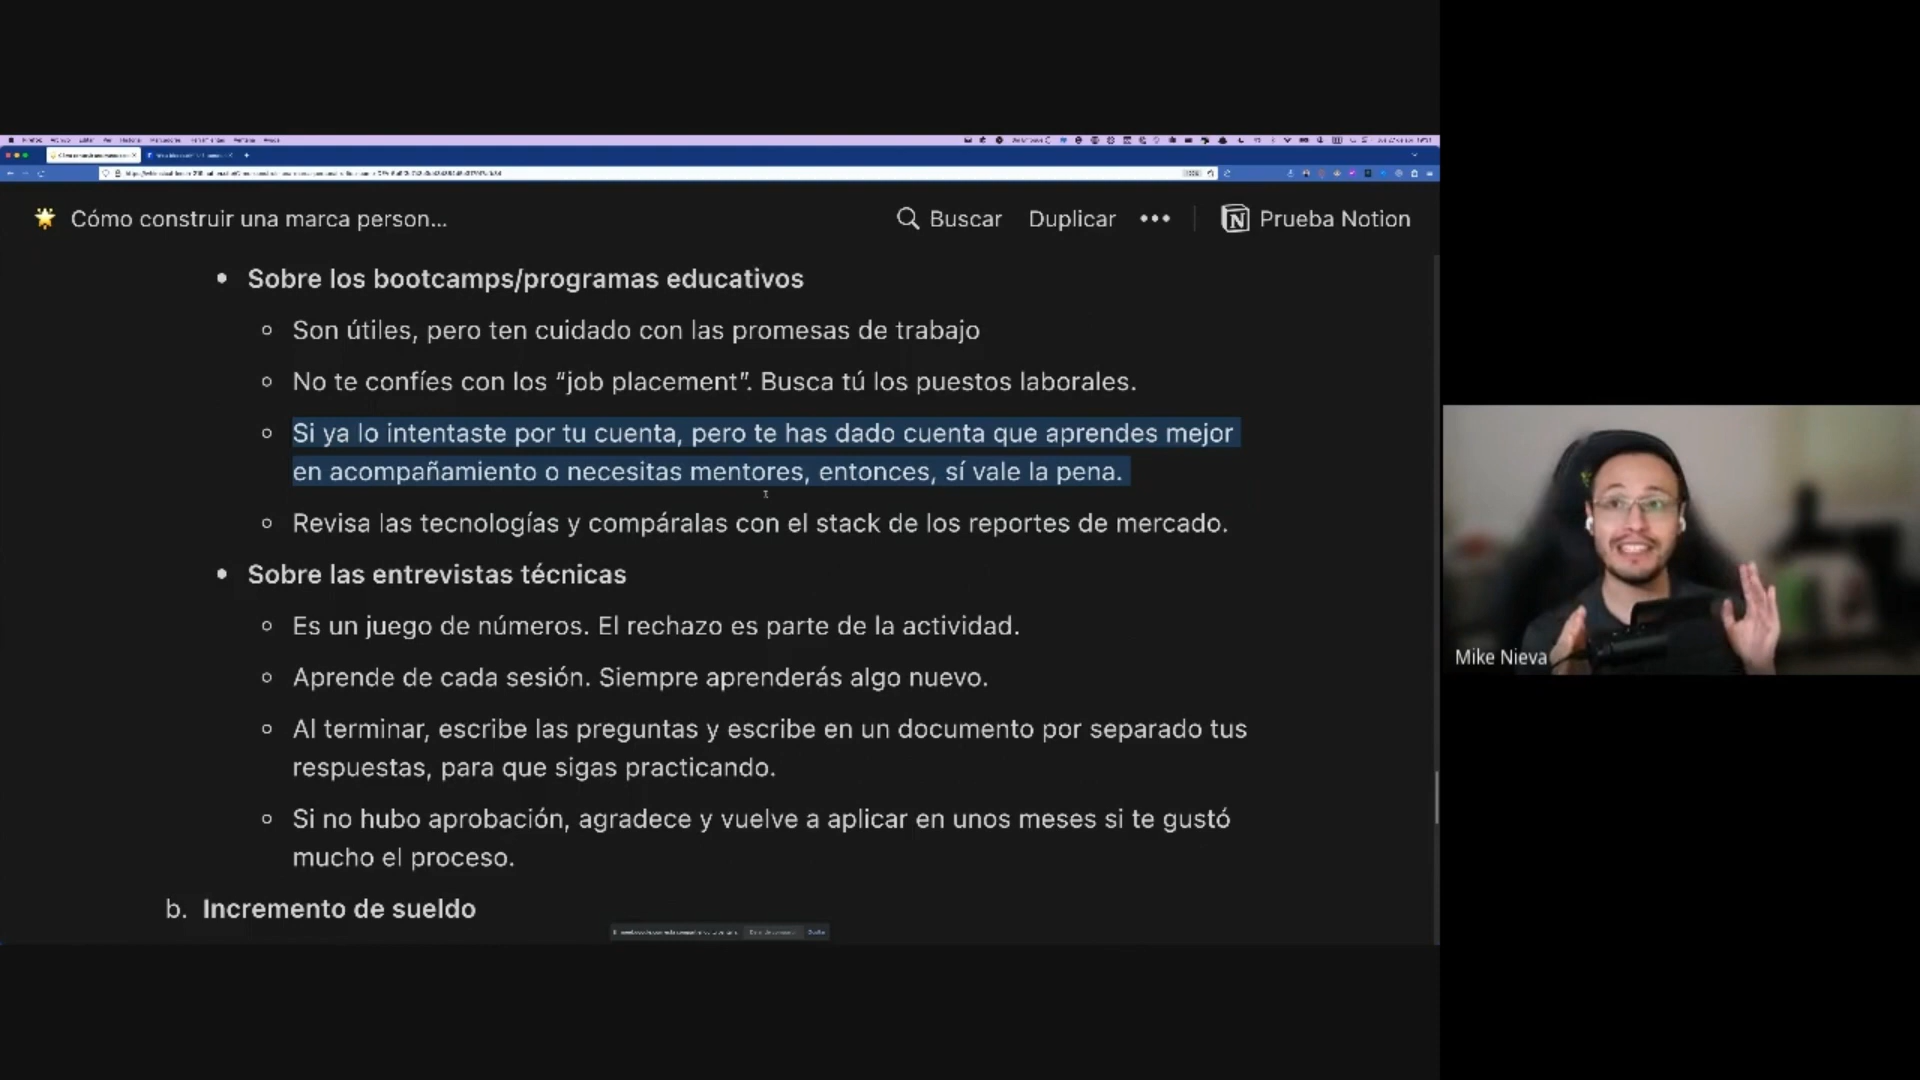 Cómo construir una marca person...
Buscar
Duplicar
Prueba Notion
Sobre los bootcamps/programas educativos
Son útiles, pero ten cuidado con las promesas de trabajo
No te confíes con los “job placement”. Busca tú los puestos laborales.
Si ya lo intentaste por tu cuenta, pero te has dado cuenta que aprendes mejor
en acompañamiento o necesitas mentores, entonces, sí vale la pena.
Revisa las tecnologías y compáralas con el stack de los reportes de mercado.
Sobre las entrevistas técnicas
Es un juego de números. El rechazo es parte de la actividad.
Aprende de cada sesión. Siempre aprenderás algo nuevo.
Al terminar, escribe las preguntas y escribe en un documento por separado tus
respuestas, para que sigas practicando.
Si no hubo aprobación, agradece y vuelve a aplicar en unos meses si te gustó
mucho el proceso.
b. Incremento de sueldo
Mike Nieva